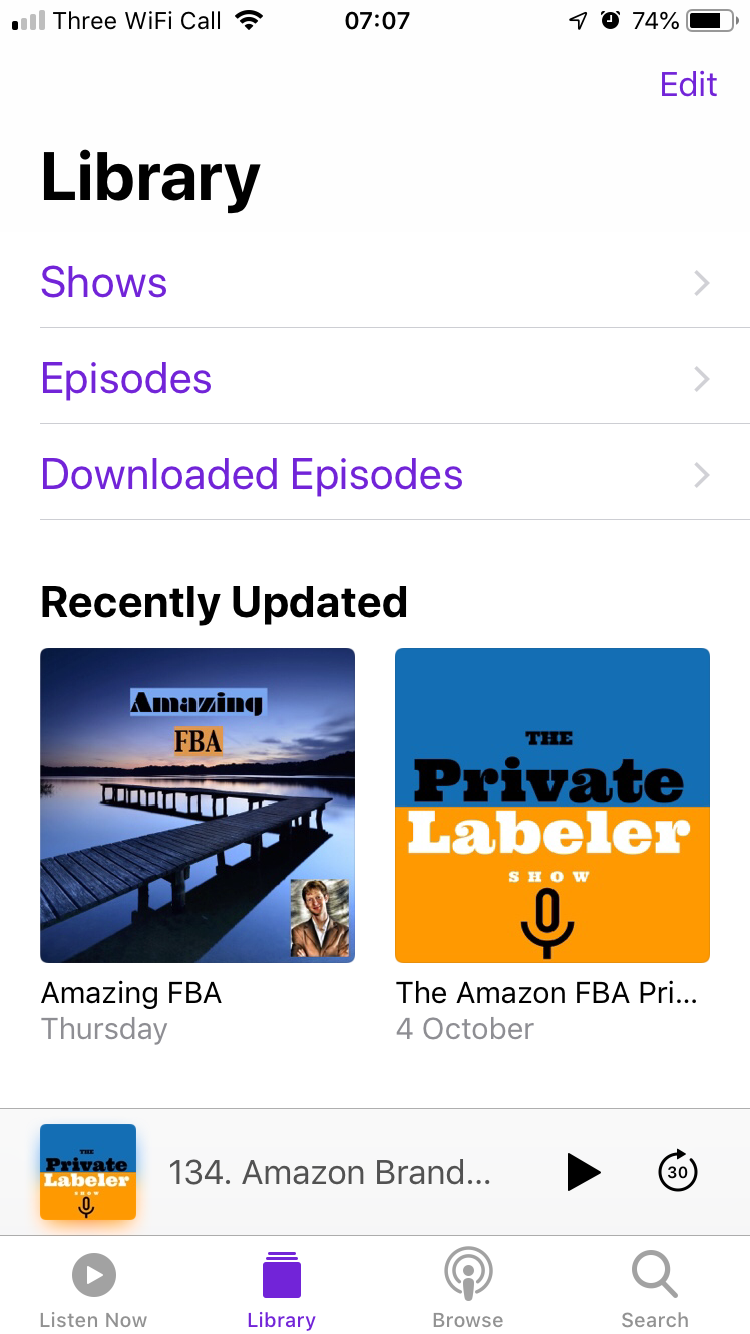 Three WiFi Call
07:07
74%
Edit
Library
Shows
Episodes
Downloaded Episodes
Recently Updated
Amazing
FBA
THE
Private
Labeler
SHOW
Amazing FBA
Thursday
The Amazon FBA Pri...
4 October
THE
Private
Labeler
SHOW
134. Amazon Brand...
30
Listen Now
Library
Browse
Search